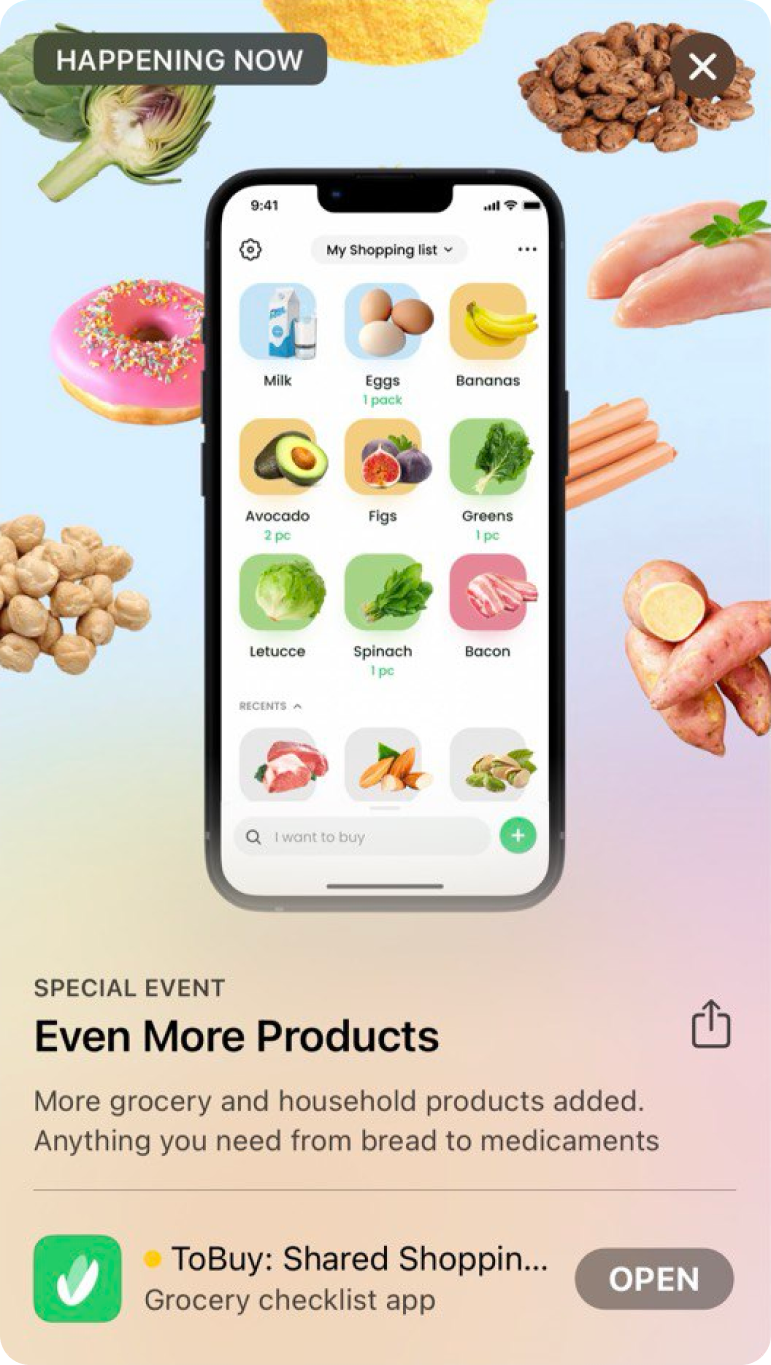 HAPPENING NOW
9:41
My Shopping list
Milk Eggs Bananas
1 pack
Avocado Figs Greens
2 pc 1 pc
Letucce Spinach Bacon
1 pc
RECENTS
I want to buy
SPECIAL EVENT
Even More Products
More grocery and household products added.
Anything you need from bread to medicaments
ToBuy: Shared Shoppin...
Grocery checklist app
OPEN